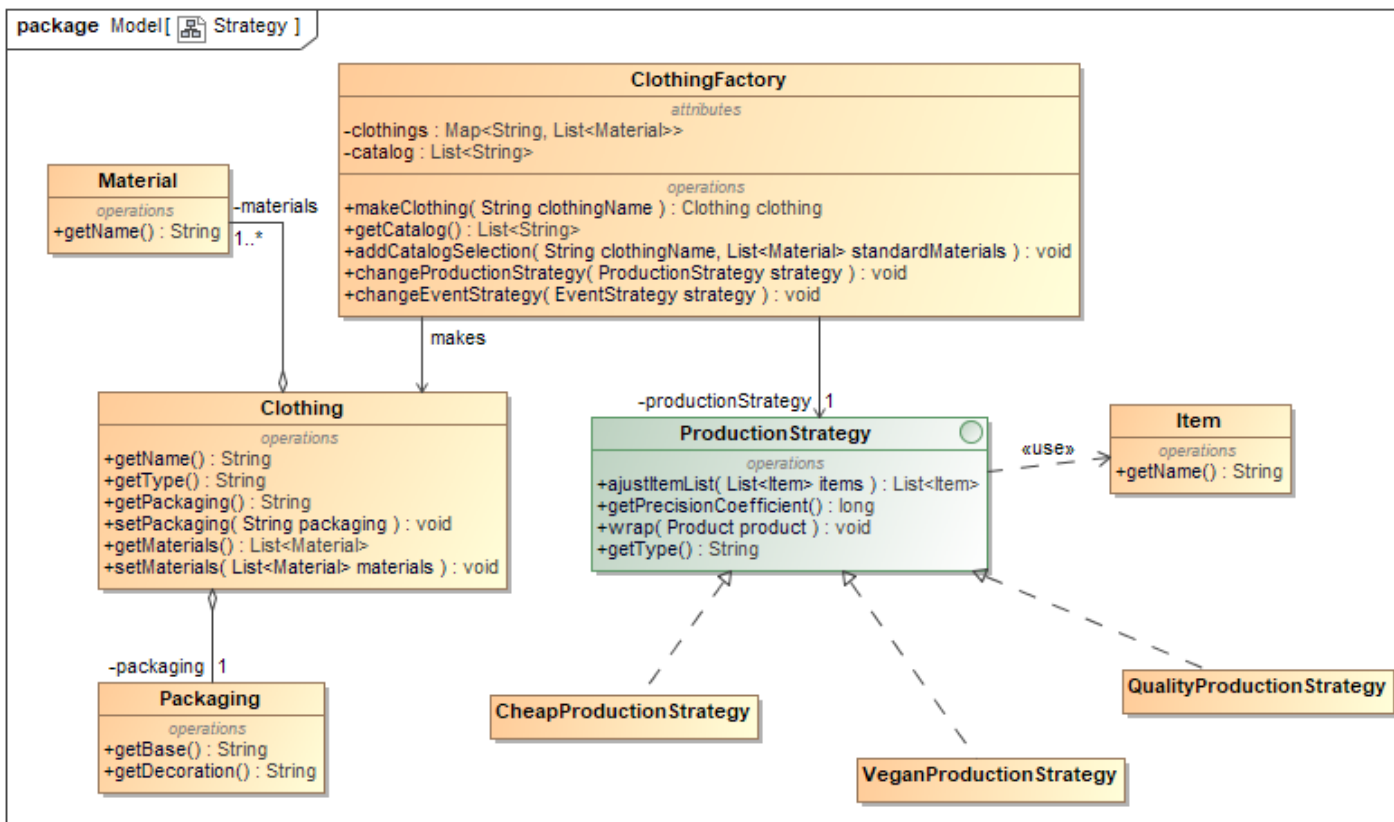 package Model[ Strategy ]
ClothingFactory
attributes
-clothings : Map<String, List<Material>>
-catalog : List<String>
operations
+makeClothing( String clothingName ) : Clothing clothing
+getCatalog() : List<String>
+addCatalogSelection( String clothingName, List<Material> standardMaterials ) : void
+changeProductionStrategy( ProductionStrategy strategy ) : void
+changeEventStrategy( EventStrategy strategy ) : void
Material
operations
+getName() : String
-materials
1..*
makes
Clothing
operations
+getName() : String
+getType() : String
+getPackaging() : String
+setPackaging( String packaging ) : void
+getMaterials() : List<Material>
+setMaterials( List<Material> materials ) : void
-productionStrategy 1
ProductionStrategy
operations
+ajustItemList( List<Item> items ) : List<Item>
+getPrecisionCoefficient() : long
+wrap( Product product ) : void
+getType() : String
«use»
Item
operations
+getName() : String
-packaging 1
Packaging
operations
+getBase() : String
+getDecoration() : String
CheapProductionStrategy
VeganProductionStrategy
QualityProductionStrategy